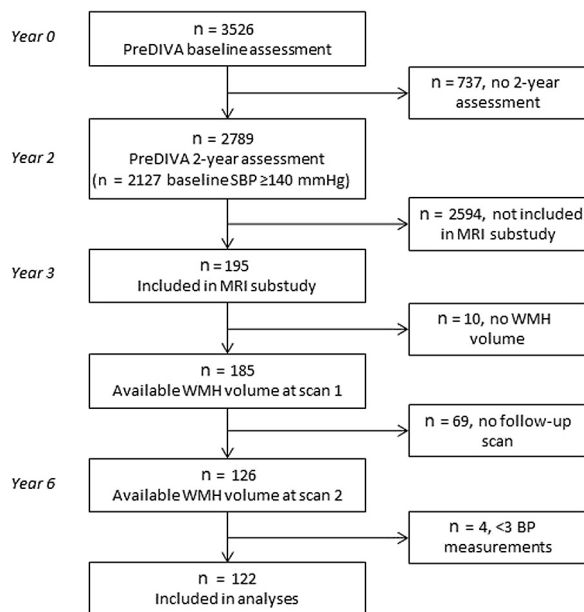 Year 0
n = 3526
PreDIVA baseline assessment
n = 737, no 2-year
assessment
Year 2
n = 2789
PreDIVA 2-year assessment
(n = 2127 baseline SBP ≥140 mmHg)
n = 2594, not included
in MRI substudy
Year 3
n =195
Included in MRI substudy
n = 10, no WMH
volume
n = 185
Available WMH volume at scan 1
n = 69, no follow-up
scan
Year 6
n = 126
Available WMH volume at scan 2
n = 4, <3 BP
measurements
n = 122
Included in analyses